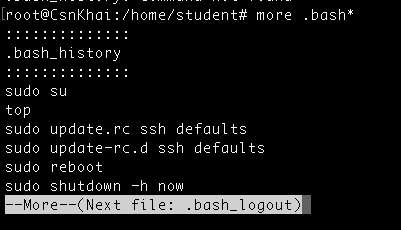 root@CsnKhai:/home/student# more .bash*
::::::::::::::
.bash_history
::::::::::::::
sudo su
top
sudo update.rc ssh defaults
sudo update-rc.d ssh defaults
sudo reboot
sudo shutdown -h now
--More--(Next file: .bash_logout)